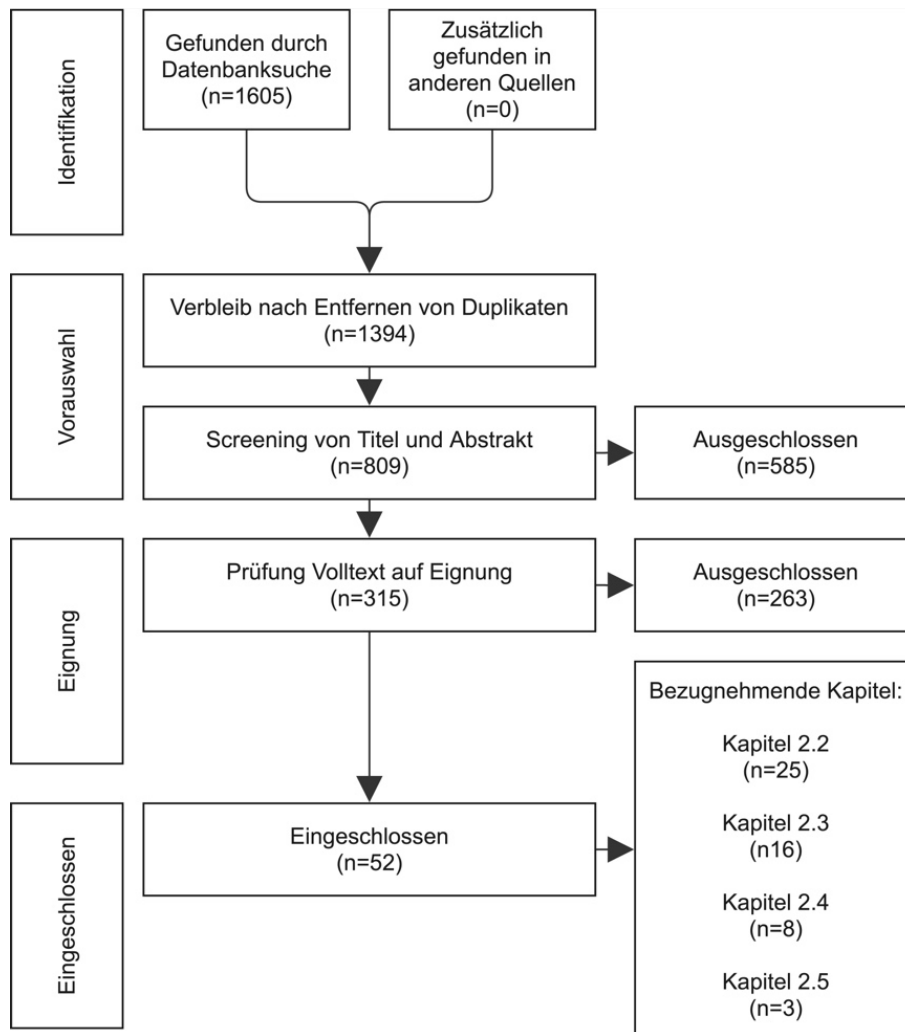 Identifikation
Gefunden durch
Datenbanksuche
(n=1605)
Zusätzlich
gefunden in
anderen Quellen
(n=0)
Vorauswahl
Verbleib nach Entfernen von Duplikaten
(n=1394)
Screening von Titel und Abstrakt
(n=809)
Ausgeschlossen
(n=585)
Eignung
Prüfung Volltext auf Eignung
(n=315)
Ausgeschlossen
(n=263)
Eingeschlossen
Eingeschlossen
(n=52)
Bezugnehmende Kapitel:
Kapitel 2.2
(n=25)
Kapitel 2.3
(n16)
Kapitel 2.4
(n=8)
Kapitel 2.5
(n=3)